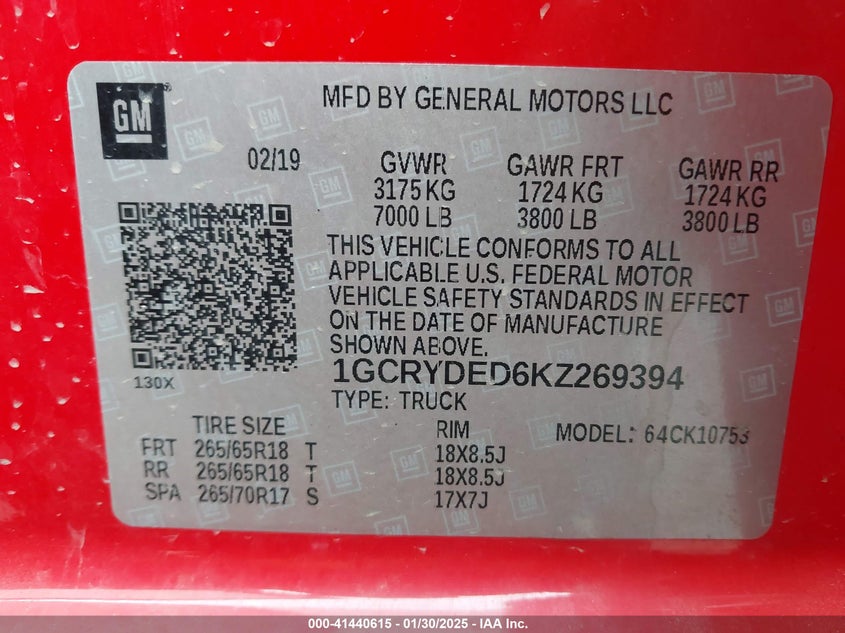 GM
MFD BY GENERAL MOTORS LLC
02/19 GVWR GAWR FRT GAWR RR
3175 KG 1724 KG 1724 KG
7000 LB 3800 LB 3800 LB
THIS VEHICLE CONFORMS TO ALL
APPLICABLE U.S. FEDERAL MOTOR
VEHICLE SAFETY STANDARDS IN EFFECT
ON THE DATE OF MANUFACTURE
SHOWN ABOVE.
130X
1GCRYDED6KZ269394
TYPE: TRUCK
TIRE SIZE RIM MODEL: 64CK10753
FRT 265/65R18 T 18X8.5J
RR 265/65R18 T 18X8.5J
SPA 265/70R17 S 17X7J
000-41440615 - 01/30/2025 - IAA Inc.